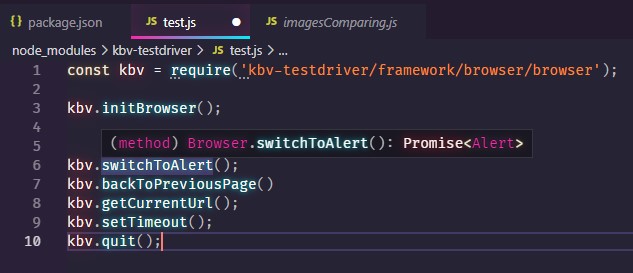 {} package.json
JS test.js
JS imagesComparing.js
node_modules > kbv-testdriver > JS test.js > ...
1 const kbv = require('kbv-testdriver/framework/browser/browser');
2
3 kbv.initBrowser();
4
5
(method) Browser.switchToAlert(): Promise<Alert>
6 kbv.switchToAlert();
7 kbv.backToPreviousPage()
8 kbv.getCurrentUrl();
9 kbv.setTimeout();
10 kbv.quit();